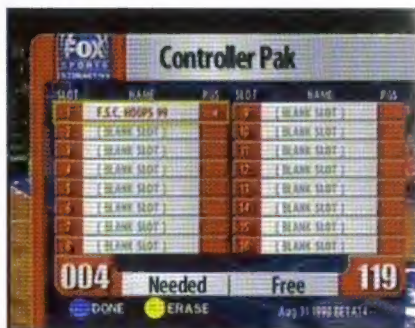 FOX
SPORTS
INTERACTIVE
Controller Pak
SLOT NAME PGS SLOT NAME PGS
1 F.S.C. HOOPS 99 4 9 [ BLANK SLOT ]
2 [ BLANK SLOT ] 10 [ BLANK SLOT ]
3 [ BLANK SLOT ] 11 [ BLANK SLOT ]
4 [ BLANK SLOT ] 12 [ BLANK SLOT ]
5 [ BLANK SLOT ] 13 [ BLANK SLOT ]
6 [ BLANK SLOT ] 14 [ BLANK SLOT ]
7 [ BLANK SLOT ] 15 [ BLANK SLOT ]
8 [ BLANK SLOT ] 16 [ BLANK SLOT ]
004 Needed Free 119
DONE ERASE Aug 31 1998 BETA14